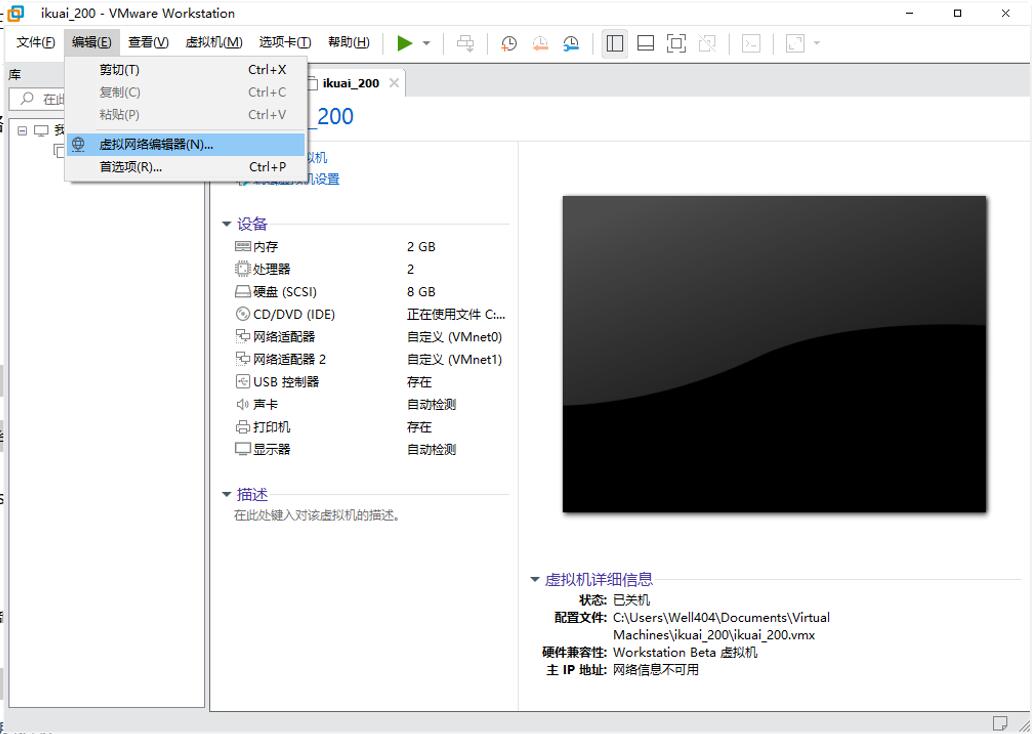 ikuai_200 - VMware Workstation
文件(F) 编辑(E) 查看(V) 虚拟机(M) 选项卡(T) 帮助(H)
剪切(T) Ctrl+X
复制(C) Ctrl+C
粘贴(P) Ctrl+V
虚拟网络编辑器(N)...
首选项(R)... Ctrl+P
库
在此
我
ikuai_200
_200
拟机
编辑虚拟机设置
设备
内存 2 GB
处理器 2
硬盘 (SCSI) 8 GB
CD/DVD (IDE) 正在使用文件 C:...
网络适配器 自定义 (VMnet0)
网络适配器 2 自定义 (VMnet1)
USB 控制器 存在
声卡 自动检测
打印机 存在
显示器 自动检测
描述
在此处键入对该虚拟机的描述。
虚拟机详细信息
状态: 已关机
配置文件: C:\Users\Well404\Documents\Virtual
Machines\ikuai_200\ikuai_200.vmx
硬件兼容性: Workstation Beta 虚拟机
主 IP 地址: 网络信息不可用